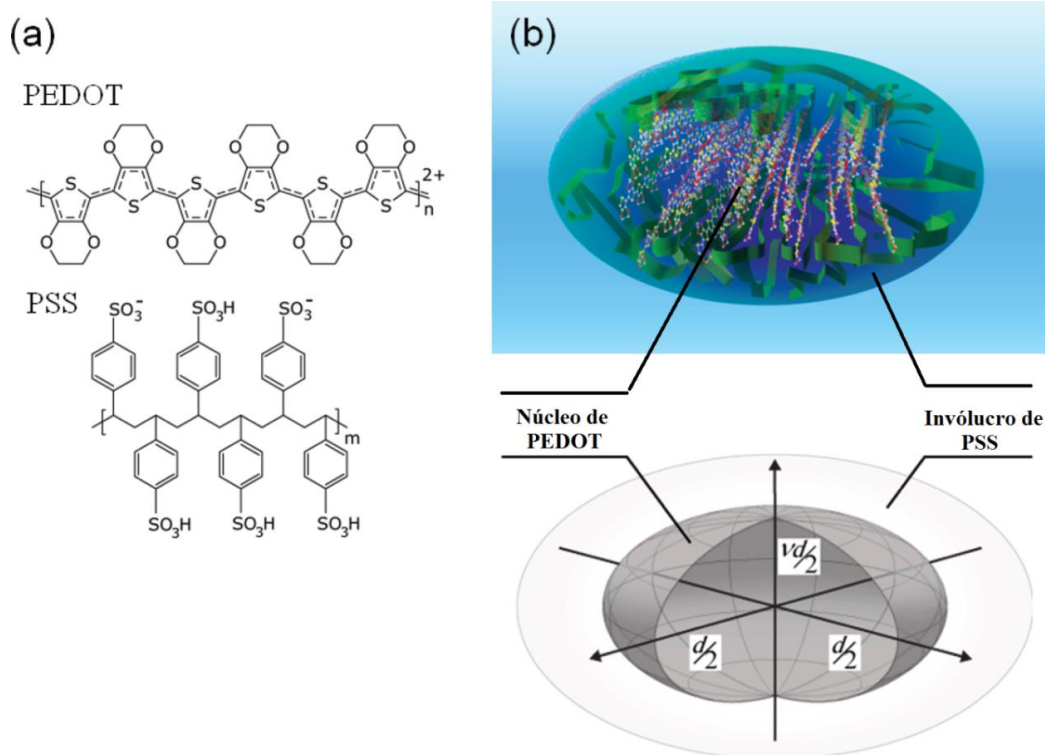 (a)
PEDOT
O O O O O O
S S S
2+
n
S S S
O O O O O O
PSS
SO3- SO3H SO3-
m
SO3H SO3H SO3H
(b)
Núcleo de
PEDOT
Invólucro de
PSS
vd/2
d/2 d/2